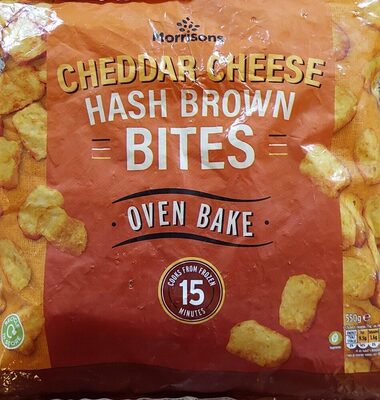 Morrisons
CHEDDAR CHEESE
HASH BROWN
BITES
OVEN BAKE
COOKS FROM FROZEN
15
MINUTES
550g e